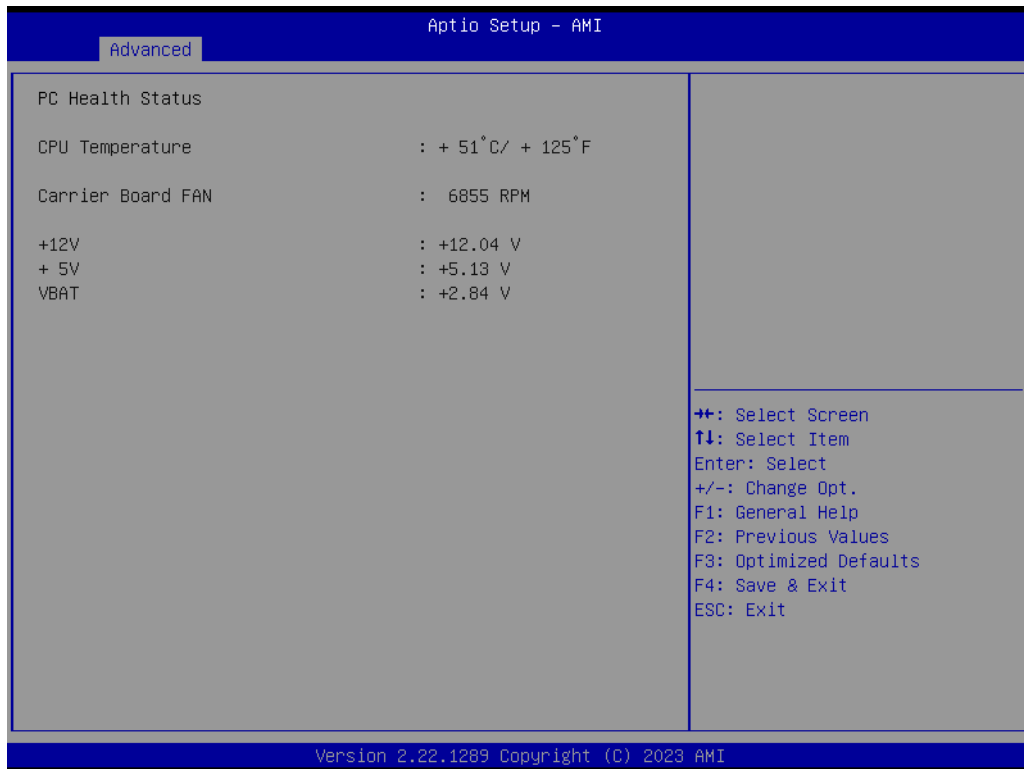 Aptio Setup – AMI
Advanced
PC Health Status
CPU Temperature : + 51°C/ + 125°F
Carrier Board FAN : 6855 RPM
+12V : +12.04 V
+ 5V : +5.13 V
VBAT : +2.84 V
→←: Select Screen
↑↓: Select Item
Enter: Select
+/-: Change Opt.
F1: General Help
F2: Previous Values
F3: Optimized Defaults
F4: Save & Exit
ESC: Exit
Version 2.22.1289 Copyright (C) 2023 AMI